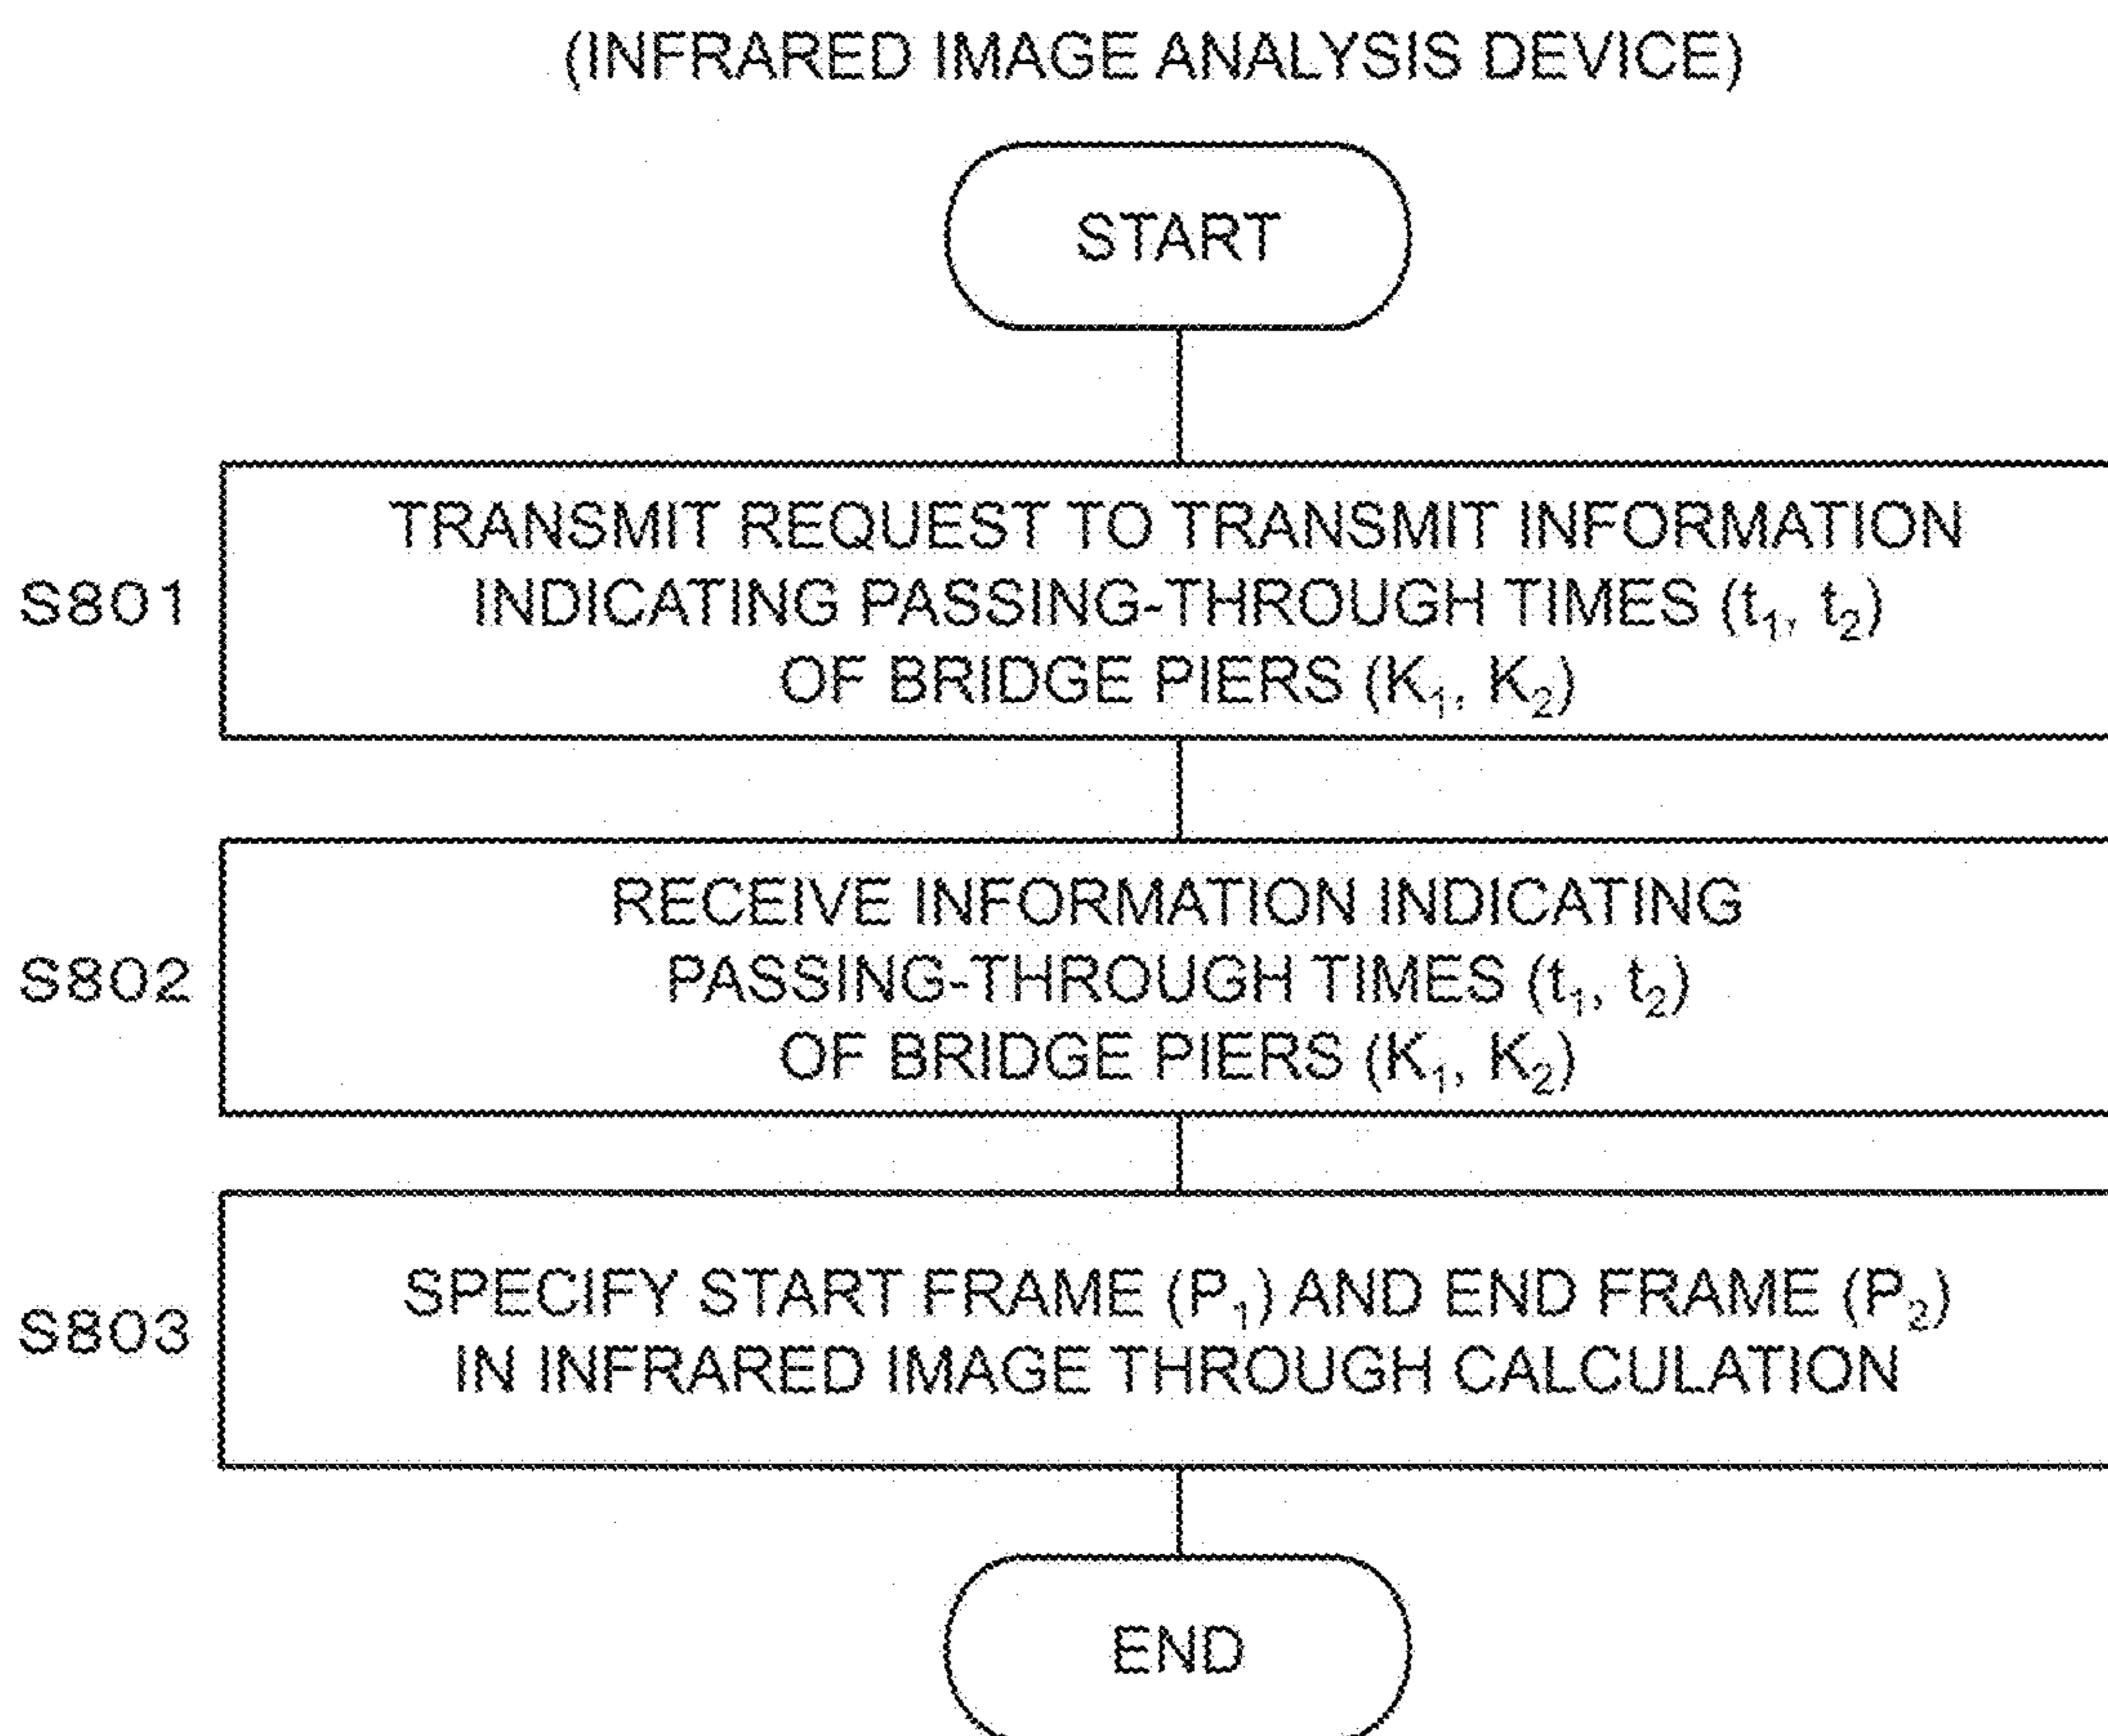 (INFRARED IMAGE ANALYSIS DEVICE)
START
S801
TRANSMIT REQUEST TO TRANSMIT INFORMATION
INDICATING PASSING-THROUGH TIMES (t₁, t₂)
OF BRIDGE PIERS (K₁, K₂)
S802
RECEIVE INFORMATION INDICATING
PASSING-THROUGH TIMES (t₁, t₂)
OF BRIDGE PIERS (K₁, K₂)
S803
SPECIFY START FRAME (P₁) AND END FRAME (P₂)
IN INFRARED IMAGE THROUGH CALCULATION
END